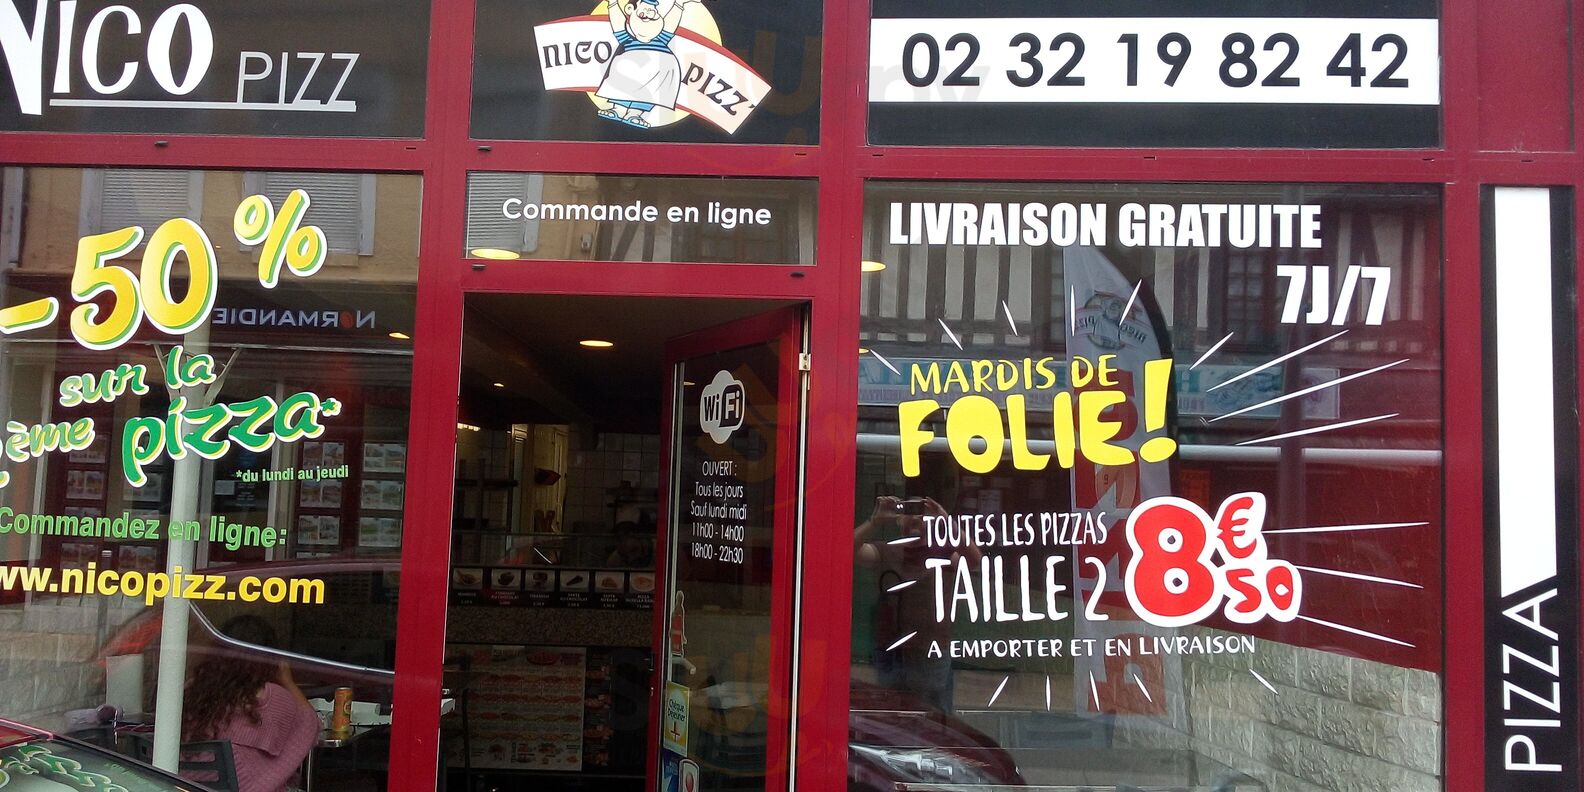 NICO PIZZ
NICO PIZZ'
02 32 19 82 42
-50 %
sur la
2ème pizza*
*du lundi au jeudi
Commandez en ligne:
www.nicopizz.com
NORMANDIE
Commande en ligne
WiFi
OUVERT :
Tous les jours
Sauf lundi midi
11h00 - 14h00
18h00 - 22h30
LIVRAISON GRATUITE
7J/7
MARDIS DE
FOLIE!
TOUTES LES PIZZAS
TAILLE 2
8€50
A EMPORTER ET EN LIVRAISON
PIZZA